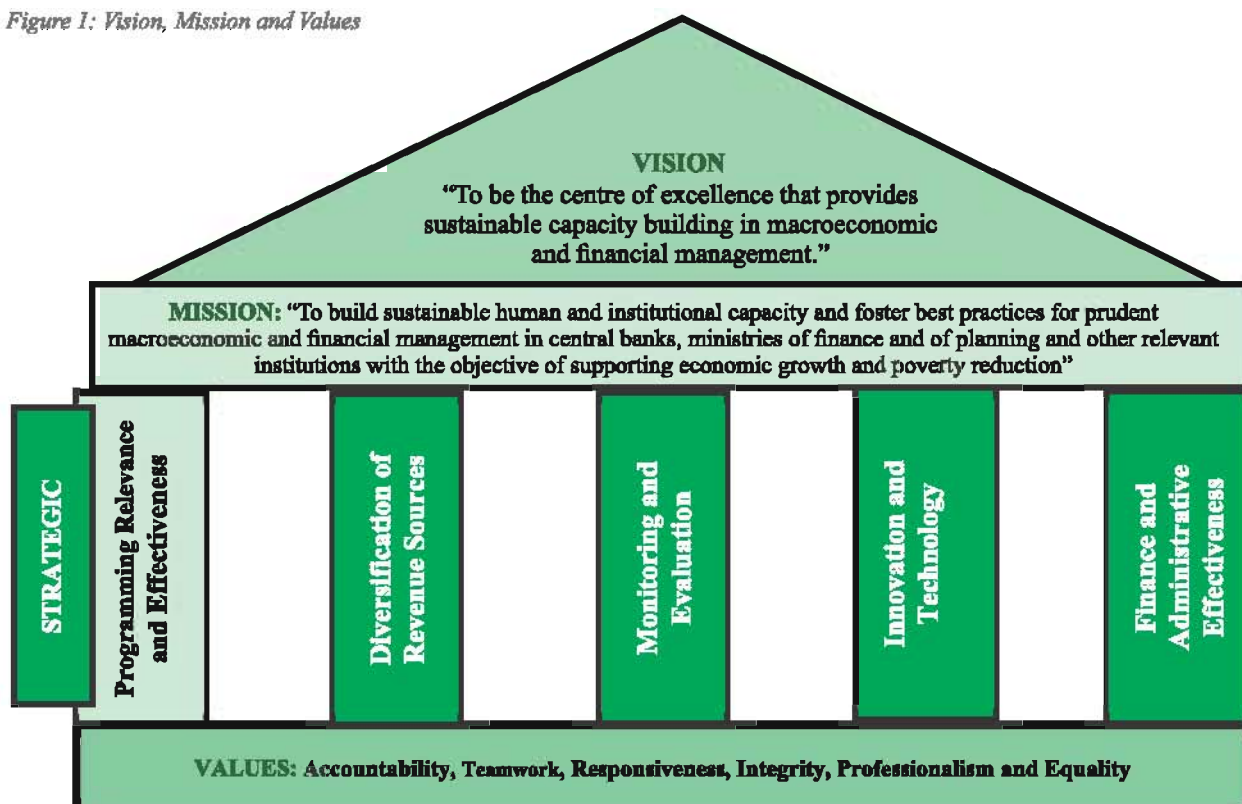 Figure 1: Vision, Mission and Values
VISION
“To be the centre of excellence that provides
sustainable capacity building in macroeconomic
and financial management.”
MISSION: “To build sustainable human and institutional capacity and foster best practices for prudent
macroeconomic and financial management in central banks, ministries of finance and of planning and other relevant
institutions with the objective of supporting economic growth and poverty reduction”
STRATEGIC
Programming Relevance
and Effectiveness
Diversification of
Revenue Sources
Monitoring and
Evaluation
Innovation and
Technology
Finance and
Administrative
Effectiveness
VALUES: Accountability, Teamwork, Responsiveness, Integrity, Professionalism and Equality